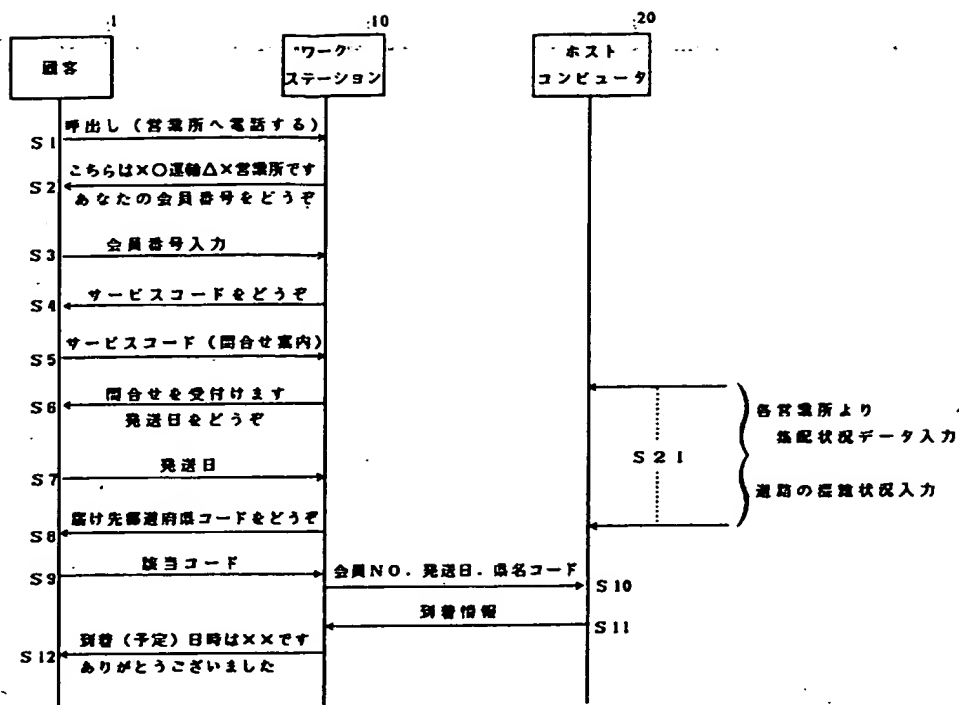 :1
:10
:20
顧客
ワーク
ステーション
ホスト
コンピュータ
S1
呼出し(営業所へ電話する)
S2
こちらは×○運輸△×営業所です
あなたの会員番号をどうぞ
S3
会員番号入力
S4
サービスコードをどうぞ
S5
サービスコード(問合せ案内)
S6
問合せを受付けます
発送日をどうぞ
S7
発送日
S8
届け先都道府県コードをどうぞ
S9
該当コード
会員NO.発送日.県名コード
S10
到着情報
S11
S12
到着(予定)日時は××です
ありがとうございました
S21
各営業所より
集配状況データ入力
道路の混雑状況入力